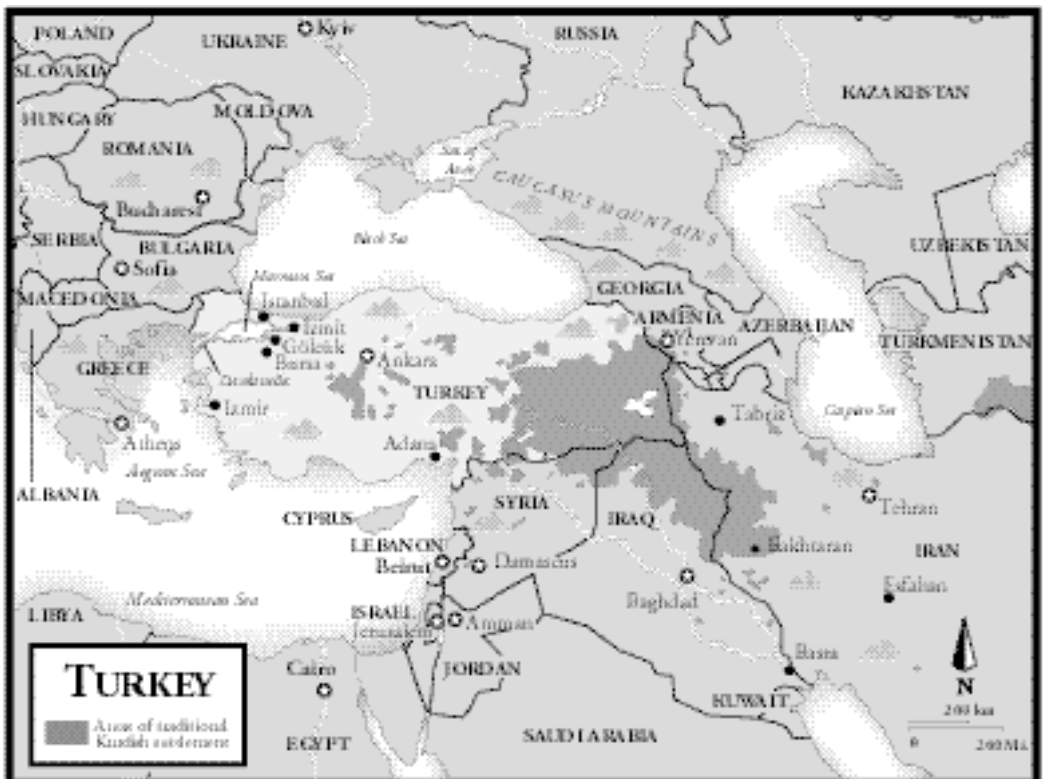 POLAND
UKRAINE
Kyiv
RUSSIA
SLOVAKIA
KAZAKHSTAN
HUNGARY
MOLDOVA
ROMANIA
Sea of
Azov
CAUCASUS MOUNTAINS
Bucharest
SERBIA
BULGARIA
Black Sea
UZBEKISTAN
Sofia
Marmara Sea
MACEDONIA
Istanbul
GEORGIA
Izmit
ARMENIA
AZERBAIJAN
Gölcük
Yerevan
TURKMENISTAN
Bursa
Ankara
GREECE
Dardanelles
TURKEY
Izmir
Tabriz
Caspian Sea
Athens
Adana
Aegean Sea
ALBANIA
SYRIA
Tehran
CYPRUS
IRAQ
LEBANON
Bakhtaran
IRAN
Beirut
Damascus
Esfahan
Baghdad
Mediterranean Sea
LIBYA
ISRAEL
Jerusalem
Amman
TURKEY
Cairo
JORDAN
Basra
N
KUWAIT
200 km
Areas of traditional
Kurdish settlement
EGYPT
SAUDI ARABIA
0
200 Mi.